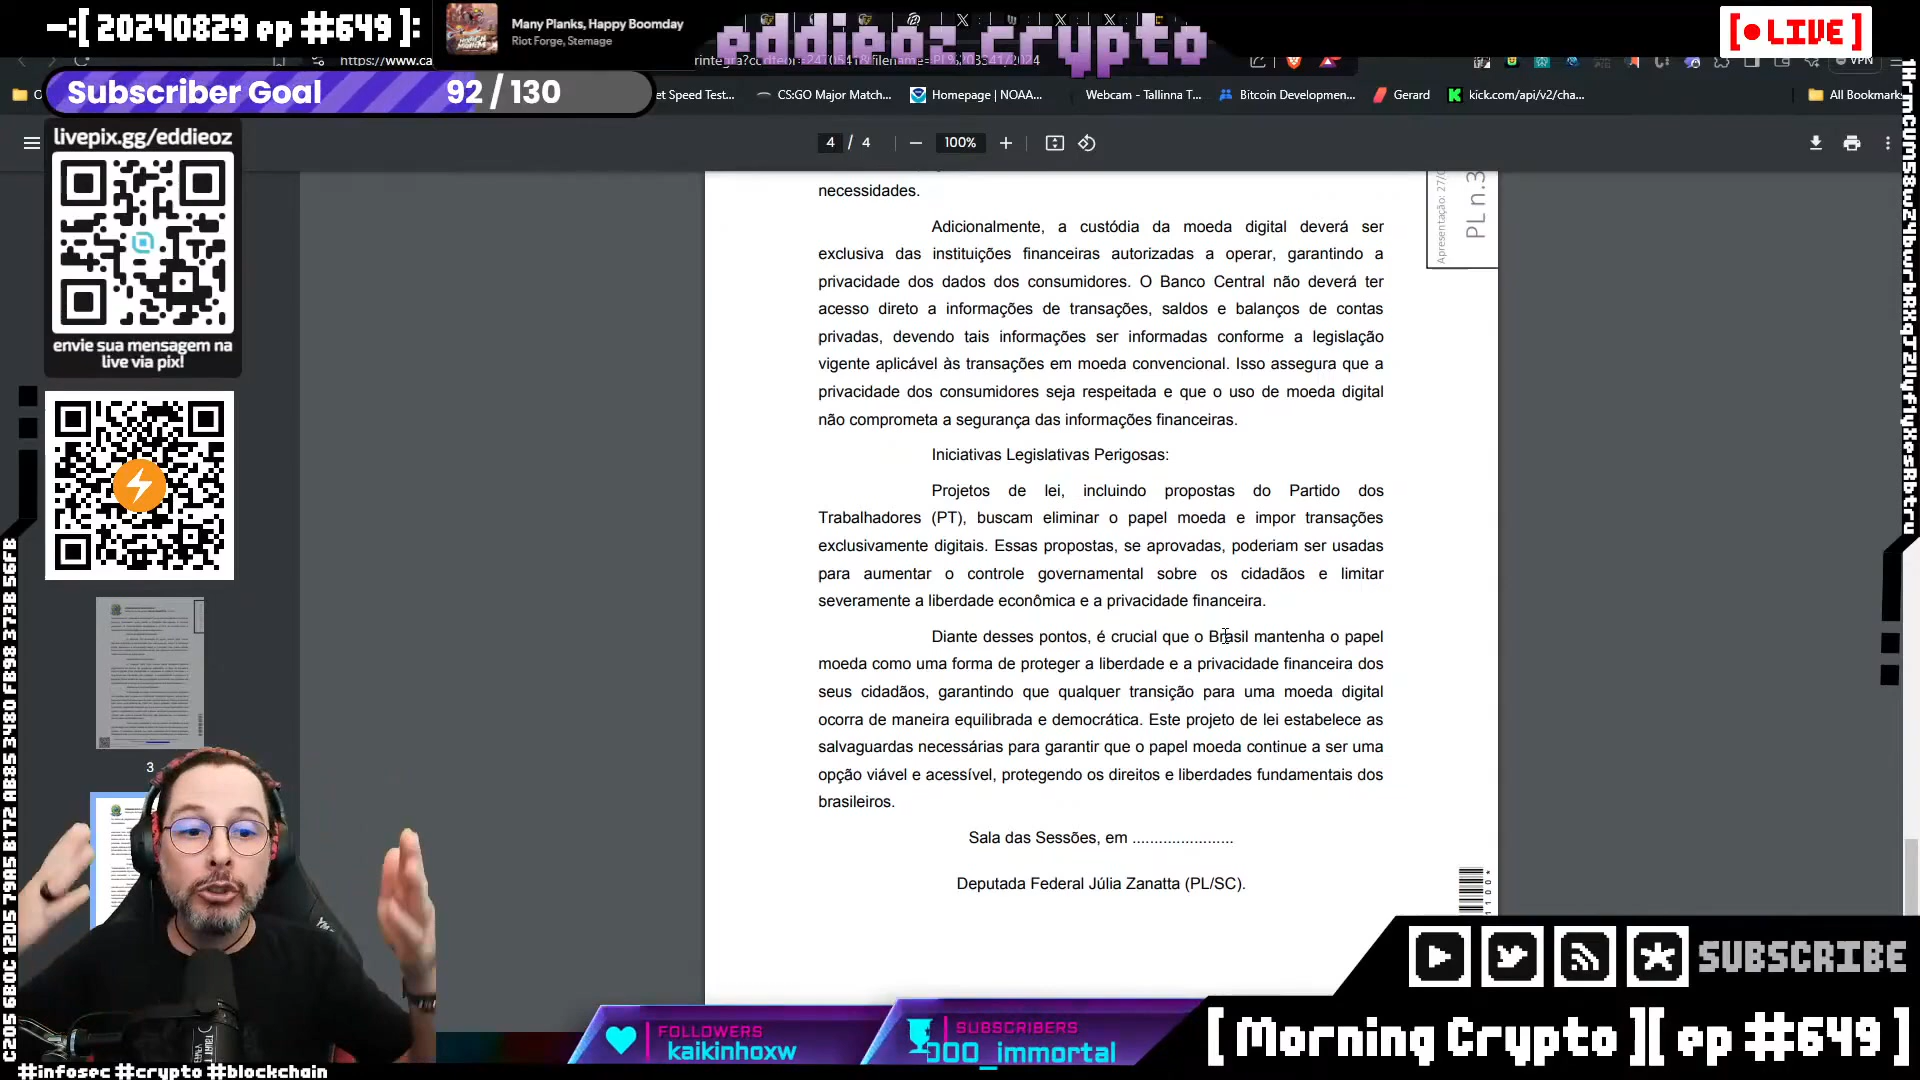 —:[ 20240829 ep #649 ]:
Many Planks, Happy Boomday
Riot Forge, Stemage
eddieoz.crypto
[ LIVE ]
https://www.ca
Subscriber Goal 92 / 130
et Speed Test...
CS:GO Major Match...
Homepage | NOAA...
Webcam - Tallinna T...
Bitcoin Developmen...
Gerard
kick.com/api/v2/cha...
All Bookmarks
VPN
4 / 4
100%
livepix.gg/eddieoz
envie sua mensagem na
live via pix!
3
necessidades.
Adicionalmente, a custódia da moeda digital deverá ser
exclusiva das instituições financeiras autorizadas a operar, garantindo a
privacidade dos dados dos consumidores. O Banco Central não deverá ter
acesso direto a informações de transações, saldos e balanços de contas
privadas, devendo tais informações ser informadas conforme a legislação
vigente aplicável às transações em moeda convencional. Isso assegura que a
privacidade dos consumidores seja respeitada e que o uso de moeda digital
não comprometa a segurança das informações financeiras.
Iniciativas Legislativas Perigosas:
Projetos de lei, incluindo propostas do Partido dos
Trabalhadores (PT), buscam eliminar o papel moeda e impor transações
exclusivamente digitais. Essas propostas, se aprovadas, poderiam ser usadas
para aumentar o controle governamental sobre os cidadãos e limitar
severamente a liberdade econômica e a privacidade financeira.
Diante desses pontos, é crucial que o Brasil mantenha o papel
moeda como uma forma de proteger a liberdade e a privacidade financeira dos
seus cidadãos, garantindo que qualquer transição para uma moeda digital
ocorra de maneira equilibrada e democrática. Este projeto de lei estabelece as
salvaguardas necessárias para garantir que o papel moeda continue a ser uma
opção viável e acessível, protegendo os direitos e liberdades fundamentais dos
brasileiros.
Sala das Sessões, em .......................
Deputada Federal Júlia Zanatta (PL/SC).
Apresentação: 27/
PL n.3
SUBSCRIBE
FOLLOWERS
kaikinhoxw
SUBSCRIBERS
000_immortal
[ Morning Crypto ][ ep #649 ]
#infosec #crypto #blockchain